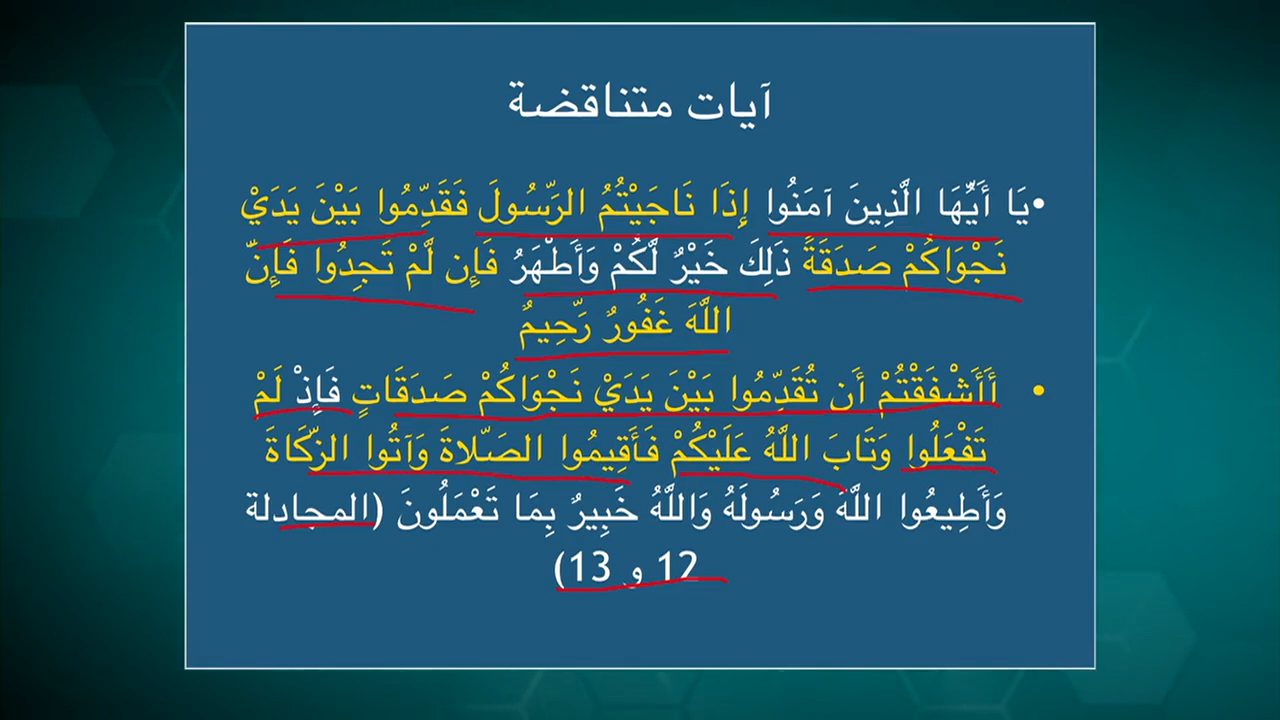 آيات متناقضة
•يَا أَيُّهَا الَّذِينَ آمَنُوا إِذَا نَاجَيْتُمُ الرَّسُولَ فَقَدِّمُوا بَيْنَ يَدَيْ
نَجْوَاكُمْ صَدَقَةً ذَلِكَ خَيْرٌ لَّكُمْ وَأَطْهَرُ فَإِن لَّمْ تَجِدُوا فَإِنَّ
اللَّهَ غَفُورٌ رَّحِيمٌ
• أَأَشْفَقْتُمْ أَن تُقَدِّمُوا بَيْنَ يَدَيْ نَجْوَاكُمْ صَدَقَاتٍ فَإِذْ لَمْ
تَفْعَلُوا وَتَابَ اللَّهُ عَلَيْكُمْ فَأَقِيمُوا الصَّلاةَ وَآتُوا الزَّكَاةَ
وَأَطِيعُوا اللَّهَ وَرَسُولَهُ وَاللَّهُ خَبِيرٌ بِمَا تَعْمَلُونَ (المجادلة
12 و 13)